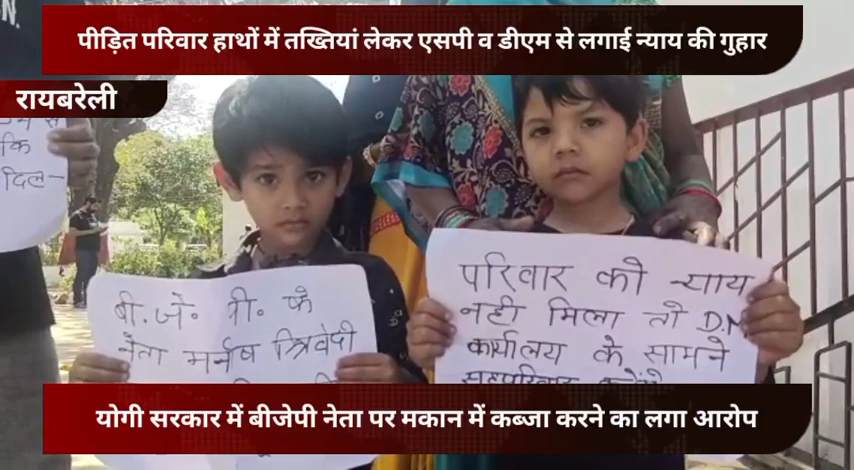 पीड़ित परिवार हाथों में तख्तियां लेकर एसपी व डीएम से लगाई न्याय की गुहार
रायबरेली
कि
दिल-
बी.जे॰ पी. के
नेता मनीष त्रिवेदी
परिवार को न्याय
नही मिला तो D.M
कार्यालय के सामने
योगी सरकार में बीजेपी नेता पर मकान में कब्जा करने का लगा आरोप